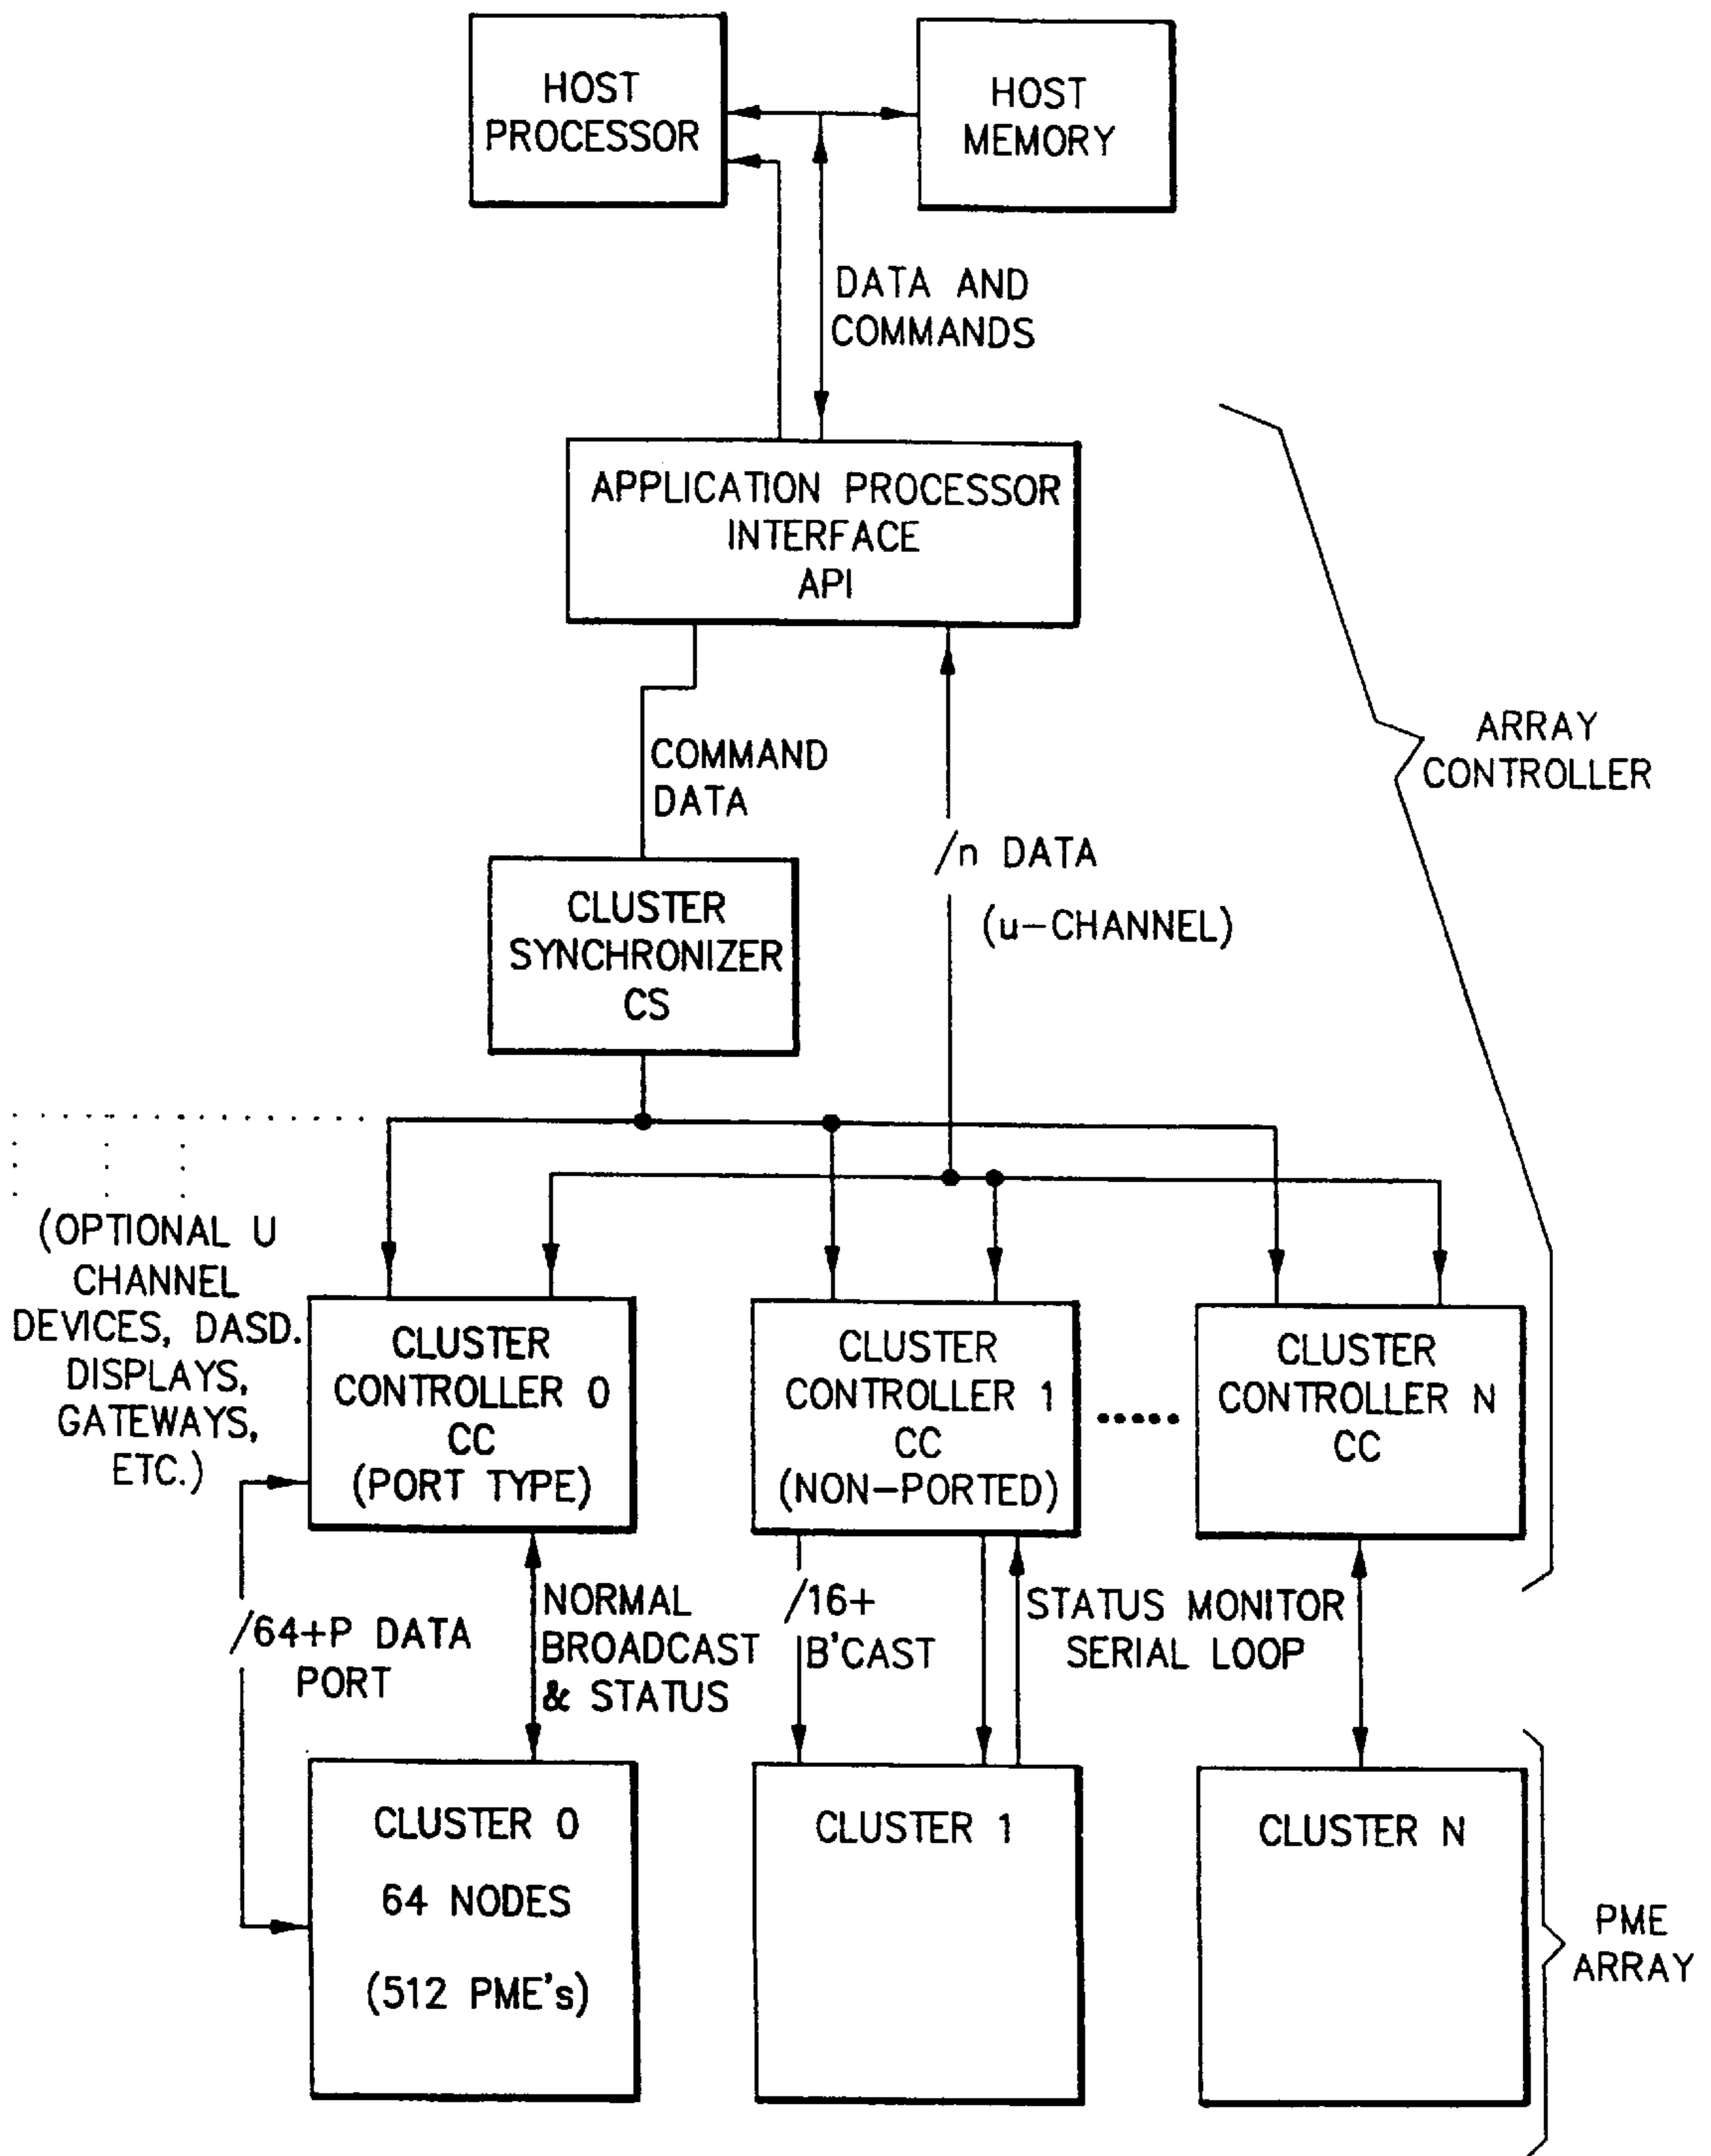 HOST
PROCESSOR
HOST
MEMORY
DATA AND
COMMANDS
APPLICATION PROCESSOR
INTERFACE
API
ARRAY
CONTROLLER
COMMAND
DATA
/n DATA
(u-CHANNEL)
CLUSTER
SYNCHRONIZER
CS
(OPTIONAL U
CHANNEL
DEVICES, DASD.
DISPLAYS,
GATEWAYS,
ETC.)
CLUSTER
CONTROLLER 0
CC
(PORT TYPE)
CLUSTER
CONTROLLER 1
CC
(NON-PORTED)
CLUSTER
CONTROLLER N
CC
/64+P DATA
PORT
NORMAL
BROADCAST
& STATUS
/16+
B'CAST
STATUS MONITOR
SERIAL LOOP
CLUSTER 0
64 NODES
(512 PME's)
CLUSTER 1
CLUSTER N
PME
ARRAY